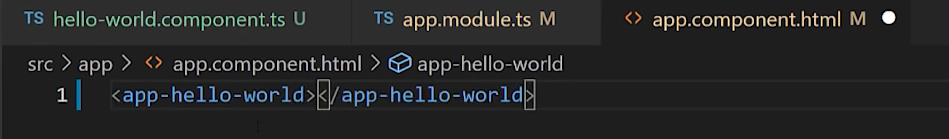 TS hello-world.component.ts U TS app.module.ts M <> app.component.html M
src > app > <> app.component.html > app-hello-world
1 <app-hello-world></app-hello-world>